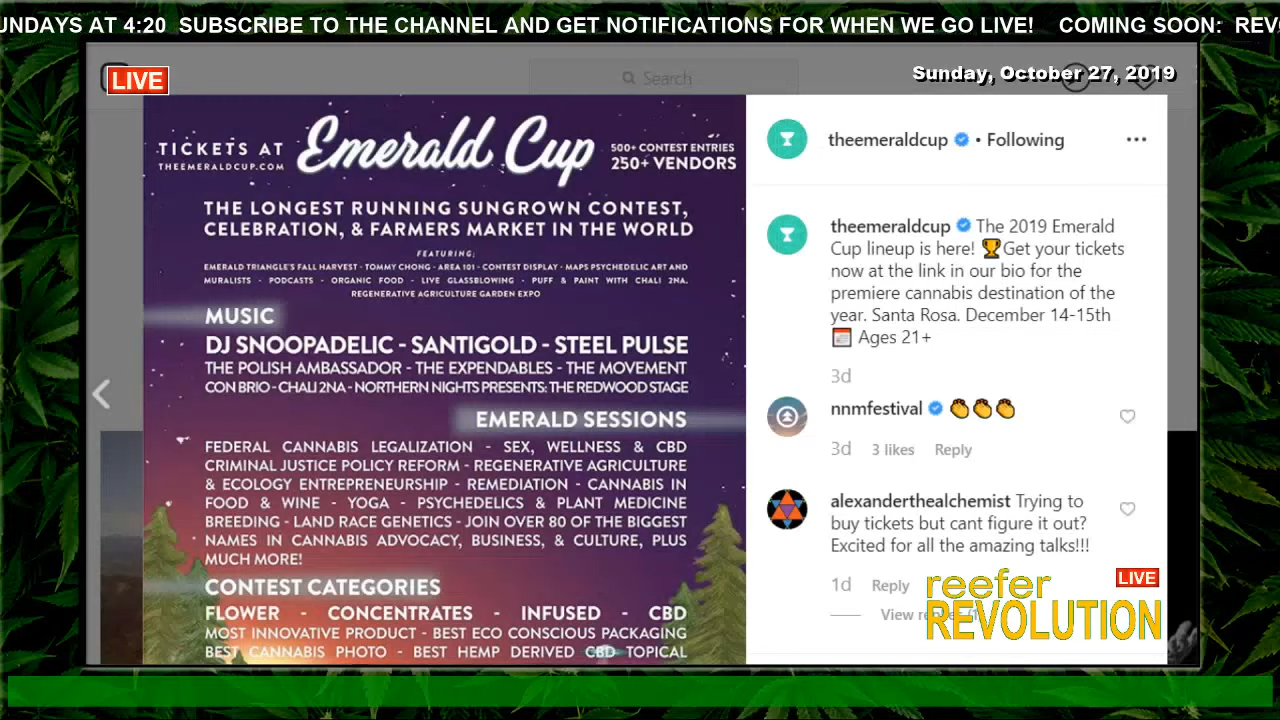 UNDAYS AT 4:20 SUBSCRIBE TO THE CHANNEL AND GET NOTIFICATIONS FOR WHEN WE GO LIVE! COMING SOON: REV
LIVE
Search
Sunday, October 27, 2019
TICKETS AT
THEEMERALDCUP.COM
Emerald Cup
500+ CONTEST ENTRIES
250+ VENDORS
THE LONGEST RUNNING SUNGROWN CONTEST,
CELEBRATION, & FARMERS MARKET IN THE WORLD
FEATURING:
EMERALD TRIANGLE'S FALL HARVEST - TOMMY CHONG - AREA 101 - CONTEST DISPLAY - MAPS PSYCHEDELIC ART AND
MURALISTS - PODCASTS - ORGANIC FOOD - LIVE GLASSBLOWING - PUFF & PAINT WITH CHALI 2NA.
REGENERATIVE AGRICULTURE GARDEN EXPO
MUSIC
DJ SNOOPADELIC - SANTIGOLD - STEEL PULSE
THE POLISH AMBASSADOR - THE EXPENDABLES - THE MOVEMENT
CON BRIO - CHALI 2NA - NORTHERN NIGHTS PRESENTS: THE REDWOOD STAGE
EMERALD SESSIONS
FEDERAL CANNABIS LEGALIZATION - SEX, WELLNESS & CBD
CRIMINAL JUSTICE POLICY REFORM - REGENERATIVE AGRICULTURE
& ECOLOGY ENTREPRENEURSHIP - REMEDIATION - CANNABIS IN
FOOD & WINE - YOGA - PSYCHEDELICS & PLANT MEDICINE
BREEDING - LAND RACE GENETICS - JOIN OVER 80 OF THE BIGGEST
NAMES IN CANNABIS ADVOCACY, BUSINESS, & CULTURE, PLUS
MUCH MORE!
CONTEST CATEGORIES
FLOWER - CONCENTRATES - INFUSED - CBD
MOST INNOVATIVE PRODUCT - BEST ECO CONSCIOUS PACKAGING
BEST CANNABIS PHOTO - BEST HEMP DERIVED CBD TOPICAL
theemeraldcup • Following
theemeraldcup The 2019 Emerald
Cup lineup is here! 🏆Get your tickets
now at the link in our bio for the
premiere cannabis destination of the
year. Santa Rosa. December 14-15th
📅 Ages 21+
3d
nnmfestival 👏👏👏
3d 3 likes Reply
alexanderthealchemist Trying to
buy tickets but cant figure it out?
Excited for all the amazing talks!!!
1d Reply
View
reefer
REVOLUTION
LIVE